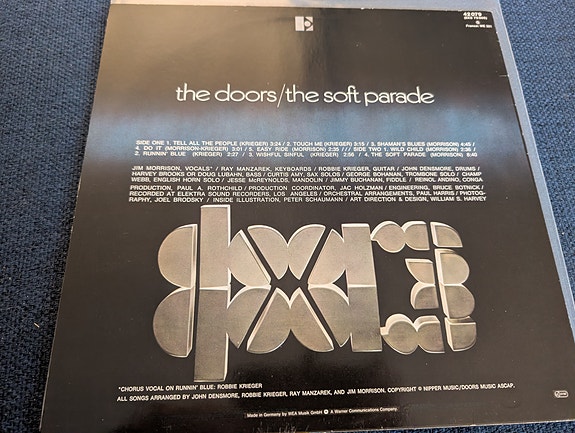 42 079
(EKS 75 005)
France: WE 351
the doors/the soft parade
SIDE ONE 1. TELL ALL THE PEOPLE (KRIEGER) 3:24 / 2. TOUCH ME (KRIEGER) 3:15 / 3. SHAMAN'S BLUES (MORRISON) 4:45 /
4. DO IT (MORRISON-KRIEGER) 3:01 / 5. EASY RIDE (MORRISON) 2:35 /// SIDE TWO 1. WILD CHILD (MORRISON) 2:36 /
2. RUNNIN' BLUE (KRIEGER) 2:27 / 3. WISHFUL SINFUL (KRIEGER) 2:56 / 4. THE SOFT PARADE (MORRISON) 8:40
JIM MORRISON, VOCALS* / RAY MANZAREK, KEYBOARDS / ROBBIE KRIEGER, GUITAR / JOHN DENSMORE, DRUMS /
HARVEY BROOKS OR DOUG LUBAHN, BASS / CURTIS AMY, SAX SOLOS / GEORGE BOHANAN, TROMBONE SOLO / CHAMP
WEBB, ENGLISH HORN SOLO / JESSE McREYNOLDS, MANDOLIN / JIMMY BUCHANAN, FIDDLE / REINOL ANDINO, CONGA
PRODUCTION, PAUL A. ROTHCHILD / PRODUCTION COORDINATOR, JAC HOLZMAN / ENGINEERING, BRUCE BOTNICK /
RECORDED AT ELEKTRA SOUND RECORDERS, LOS ANGELES / ORCHESTRAL ARRANGEMENTS, PAUL HARRIS / PHOTOG-
RAPHY, JOEL BRODSKY / INSIDE ILLUSTRATION, PETER SCHAUMANN / ART DIRECTION & DESIGN, WILLIAM S. HARVEY
"CHORUS VOCAL ON RUNNIN" BLUE: ROBBIE KRIEGER
ALL SONGS ARRANGED BY JOHN DENSMORE, ROBBIE KRIEGER, RAY MANZAREK, AND JIM MORRISON. COPYRIGHT © NIPPER MUSIC/DOORS MUSIC ASCAP.
Made in Germany by WEA Musik GmbH A Warner Communications Company.